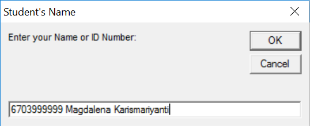 Student's Name
Enter your Name or ID Number:
OK
Cancel
6703999999 Magdalena Karismariyanti